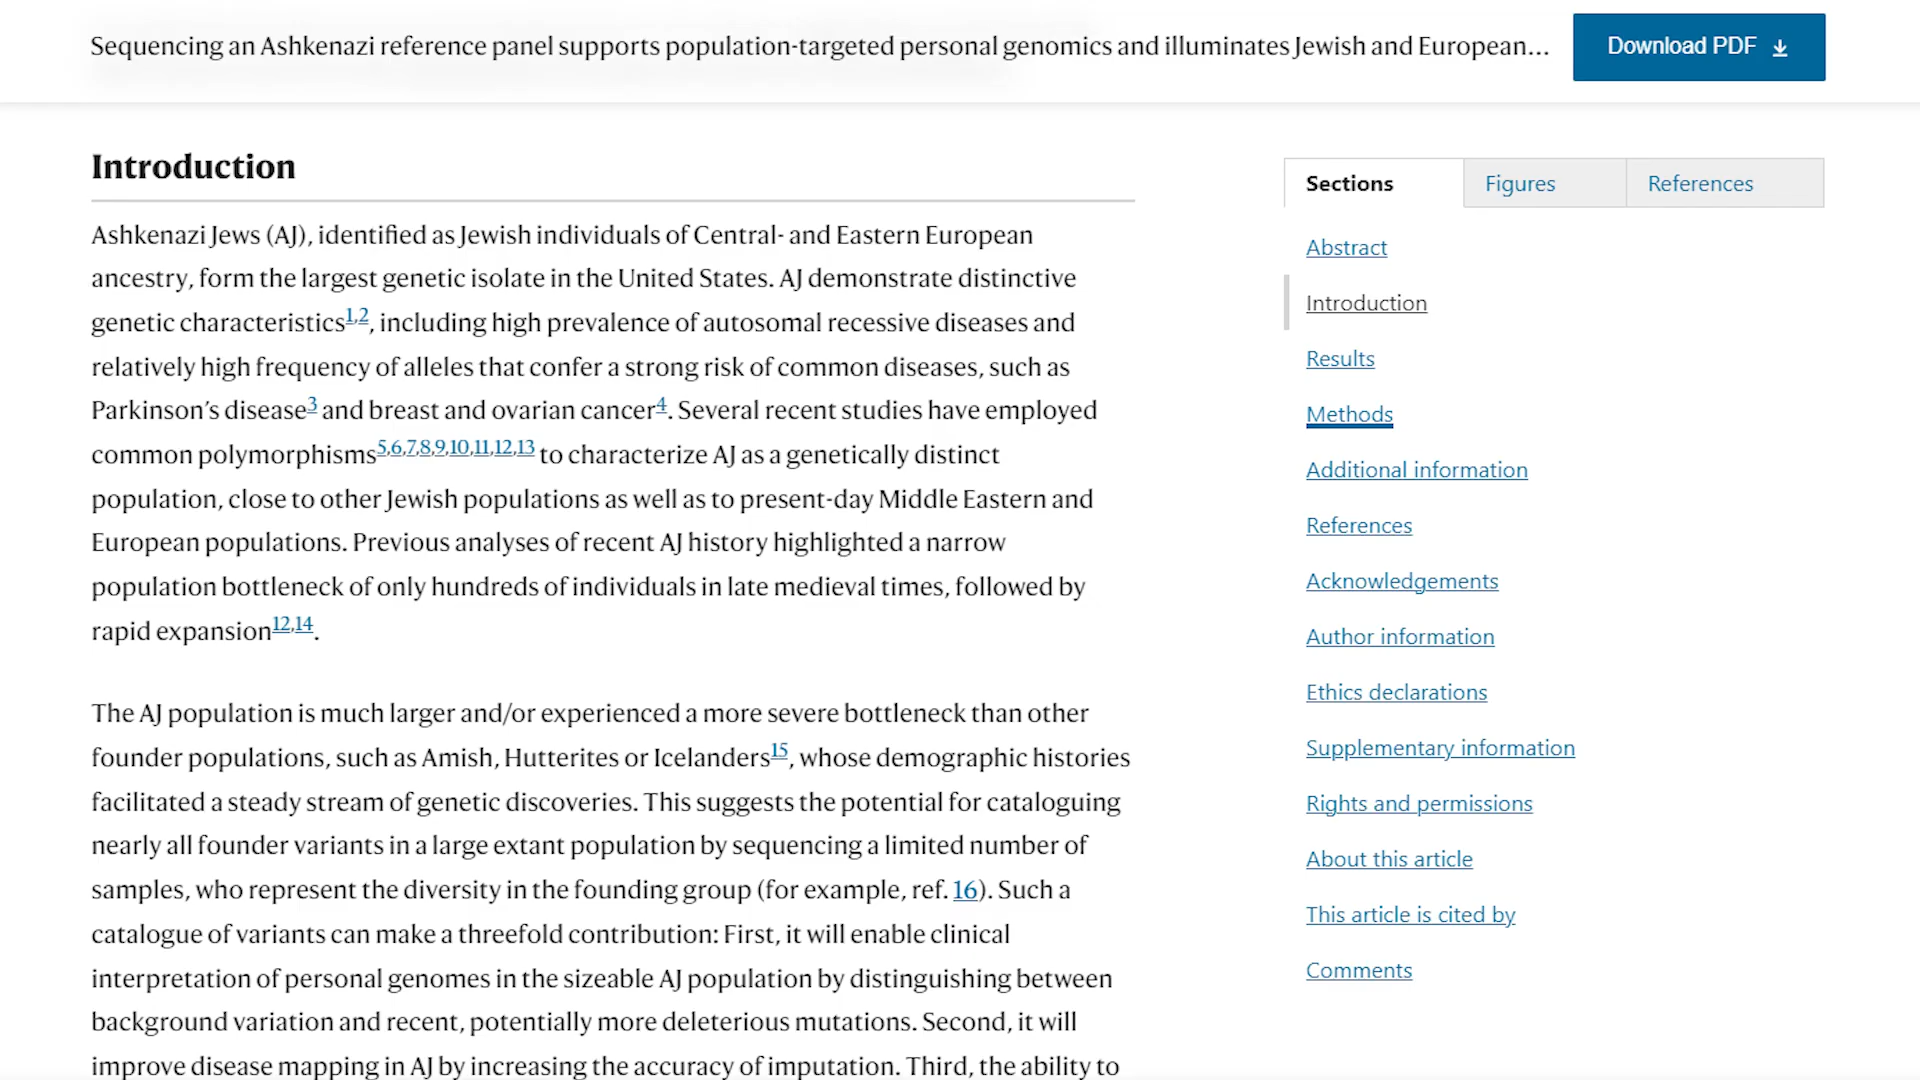 Sequencing an Ashkenazi reference panel supports population-targeted personal genomics and illuminates Jewish and European…
Download PDF
Introduction
Ashkenazi Jews (AJ), identified as Jewish individuals of Central- and Eastern European
ancestry, form the largest genetic isolate in the United States. AJ demonstrate distinctive
genetic characteristics1,2, including high prevalence of autosomal recessive diseases and
relatively high frequency of alleles that confer a strong risk of common diseases, such as
Parkinson’s disease3 and breast and ovarian cancer4. Several recent studies have employed
common polymorphisms5,6,7,8,9,10,11,12,13 to characterize AJ as a genetically distinct
population, close to other Jewish populations as well as to present-day Middle Eastern and
European populations. Previous analyses of recent AJ history highlighted a narrow
population bottleneck of only hundreds of individuals in late medieval times, followed by
rapid expansion12,14.
The AJ population is much larger and/or experienced a more severe bottleneck than other
founder populations, such as Amish, Hutterites or Icelanders15, whose demographic histories
facilitated a steady stream of genetic discoveries. This suggests the potential for cataloguing
nearly all founder variants in a large extant population by sequencing a limited number of
samples, who represent the diversity in the founding group (for example, ref. 16). Such a
catalogue of variants can make a threefold contribution: First, it will enable clinical
interpretation of personal genomes in the sizeable AJ population by distinguishing between
background variation and recent, potentially more deleterious mutations. Second, it will
improve disease mapping in AJ by increasing the accuracy of imputation. Third, the ability to
Sections
Figures
References
Abstract
Introduction
Results
Methods
Additional information
References
Acknowledgements
Author information
Ethics declarations
Supplementary information
Rights and permissions
About this article
This article is cited by
Comments